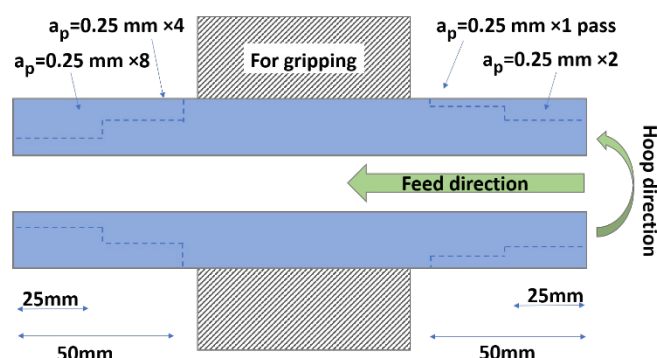 aₚ=0.25 mm ×4
aₚ=0.25 mm ×8
For gripping
aₚ=0.25 mm ×1 pass
aₚ=0.25 mm ×2
Feed direction
Hoop direction
25mm
50mm
25mm
50mm